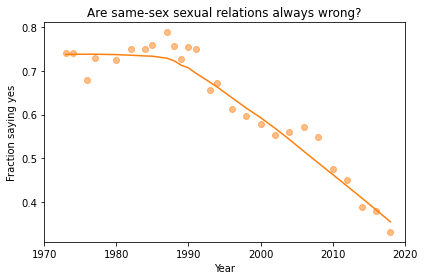 Are same-sex sexual relations always wrong?
Fraction saying yes
0.8
0.7
0.6
0.5
0.4
1970 1980 1990 2000 2010 2020
Year